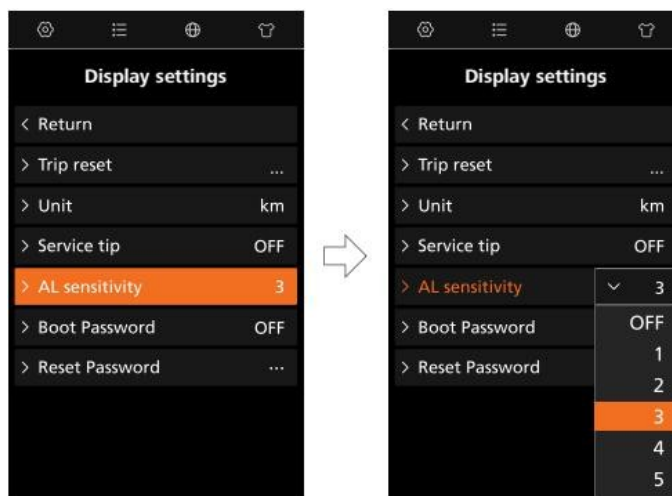 Display settings
Return
Trip reset ...
Unit km
Service tip OFF
AL sensitivity 3
Boot Password OFF
Reset Password ...
Display settings
Return
Trip reset ...
Unit km
Service tip OFF
AL sensitivity 3
Boot Password OFF
Reset Password 1
2
3
4
5